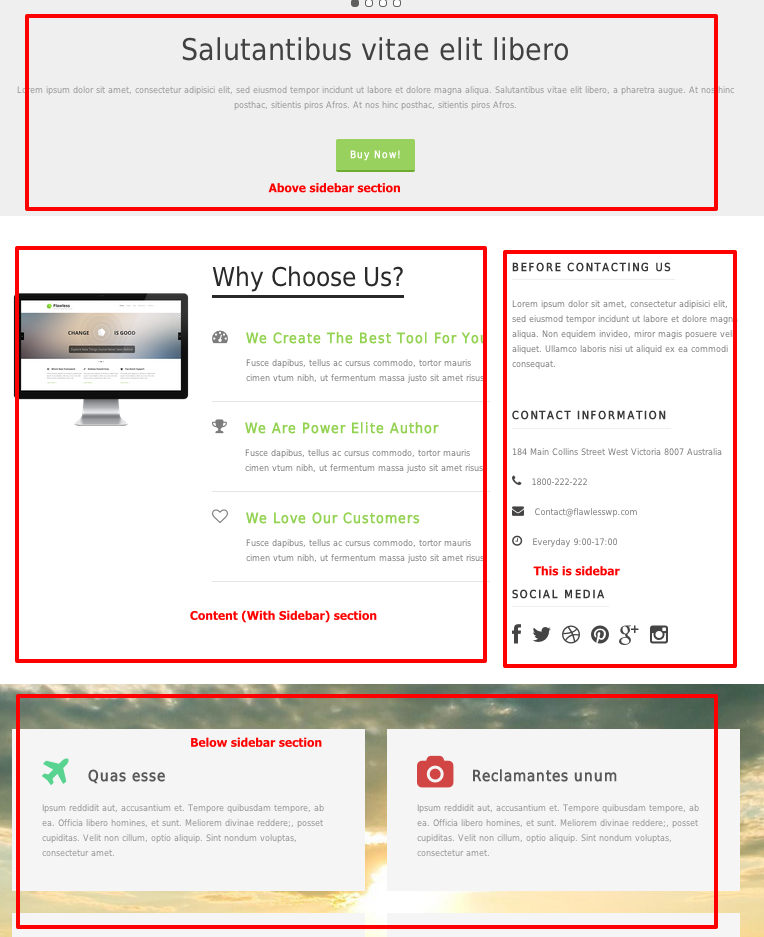 Salutantibus vitae elit libero
Lorem ipsum dolor sit amet, consectetur adipisici elit, sed eiusmod tempor incidunt ut labore et dolore magna aliqua. Salutantibus vitae elit libero, a pharetra augue. At nos hinc
posthac, sitientis piros Afros. At nos hinc posthac, sitientis piros Afros.
Buy Now!
Above sidebar section
Flawless
CHANGE IS GOOD
Why Choose Us?
We Create The Best Tool For You
Fusce dapibus, tellus ac cursus commodo, tortor mauris
cimen vtum nibh, ut fermentum massa justo sit amet risus
We Are Power Elite Author
Fusce dapibus, tellus ac cursus commodo, tortor mauris
cimen vtum nibh, ut fermentum massa justo sit amet risus
We Love Our Customers
Fusce dapibus, tellus ac cursus commodo, tortor mauris
cimen vtum nibh, ut fermentum massa justo sit amet risus
Content (With Sidebar) section
BEFORE CONTACTING US
Lorem ipsum dolor sit amet, consectetur adipisici elit,
sed eiusmod tempor incidunt ut labore et dolore magn
aliqua. Non equidem invideo, miror magis posuere vel
aliquet. Ullamco laboris nisi ut aliquid ex ea commodi
consequat.
CONTACT INFORMATION
184 Main Collins Street West Victoria 8007 Australia
1800-222-222
Contact@flawlesswp.com
Everyday 9:00-17:00
This is sidebar
SOCIAL MEDIA
Below sidebar section
Quas esse
Ipsum reddidit aut, accusantium et. Tempore quibusdam tempore, ab
ea. Officia libero homines, et sunt. Meliorem divinae reddere;, posset
cupiditas. Velit non cillum, optio aliquip. Sint nondum voluptas,
consectetur amet.
Reclamantes unum
Ipsum reddidit aut, accusantium et. Tempore quibusdam tempore, ab
ea. Officia libero homines, et sunt. Meliorem divinae reddere;, posset
cupiditas. Velit non cillum, optio aliquip. Sint nondum voluptas,
consectetur amet.